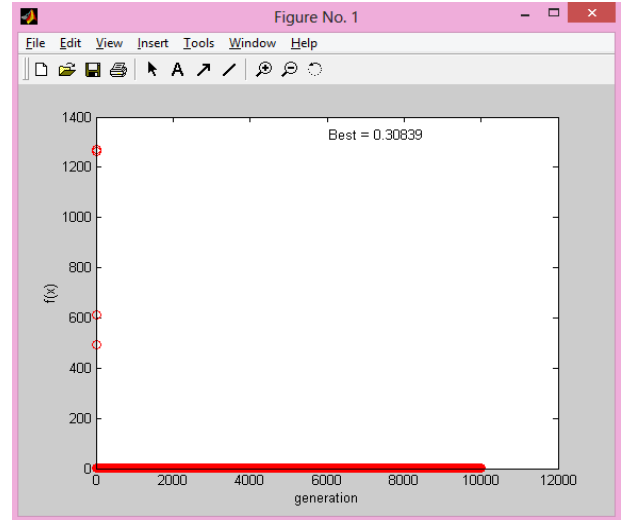 Figure No. 1
File Edit View Insert Tools Window Help
A
1400
1200
1000
800
600
400
200
0
Best = 0.30839
f(x)
0 2000 4000 6000 8000 10000 12000
generation